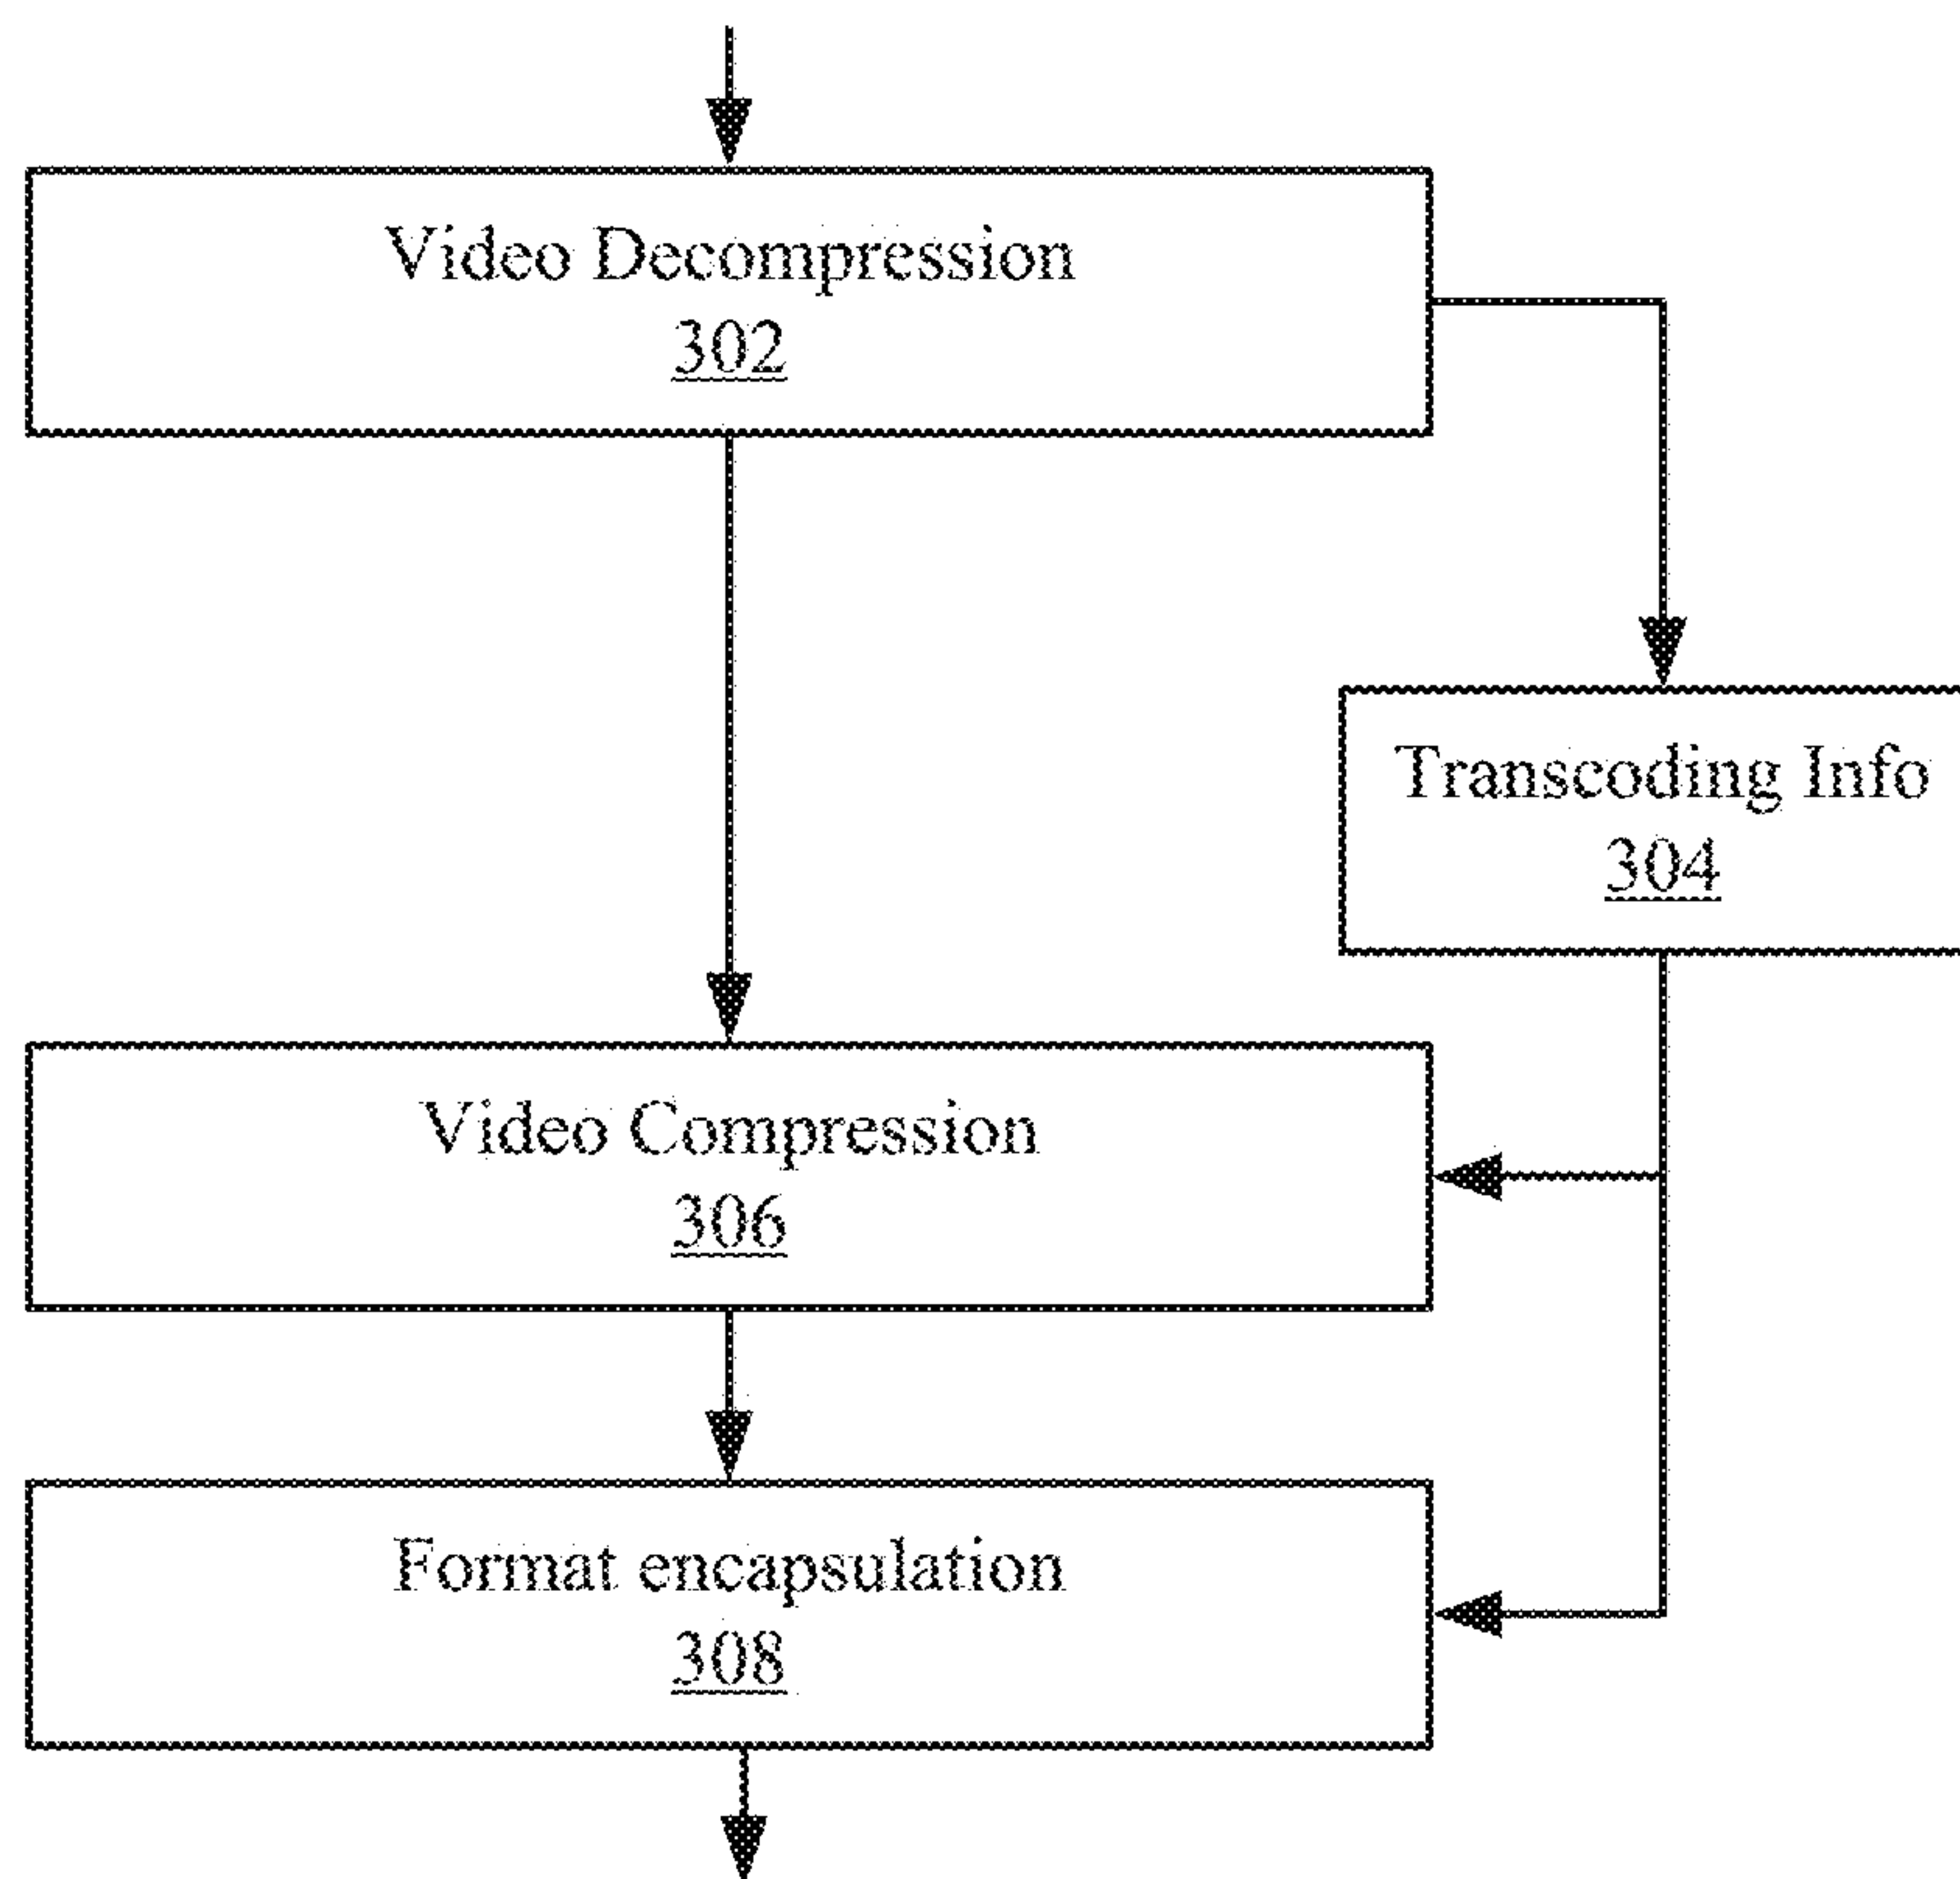 Video Decompression
302
Transcoding Info
304
Video Compression
306
Format encapsulation
308